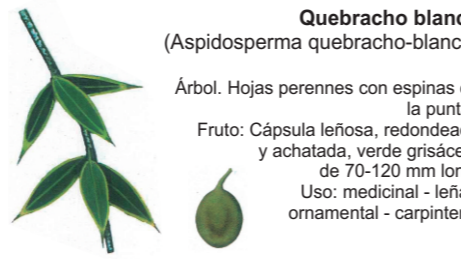 Quebracho blanc
(Aspidosperma quebracho-blanc
Árbol. Hojas perennes con espinas e
la punt
Fruto: Cápsula leñosa, redondead
y achatada, verde grisáce
de 70-120 mm lon
Uso: medicinal - leña
ornamental - carpinter